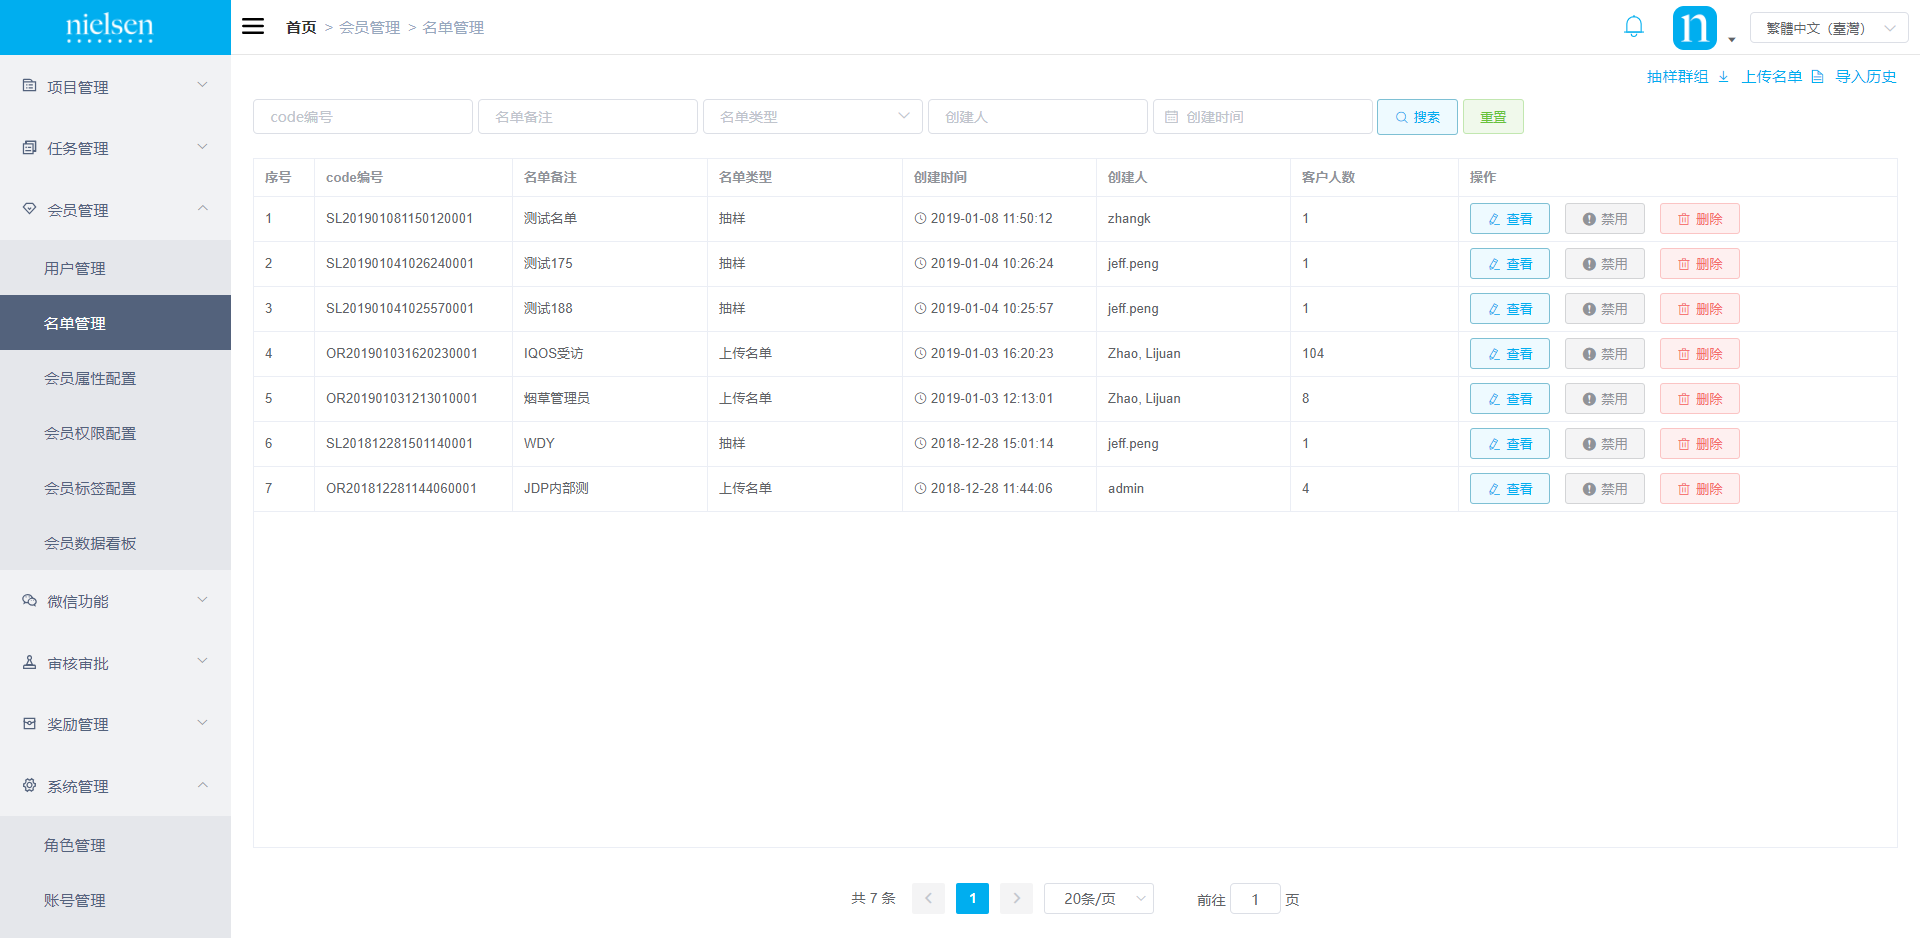 nielsen
首页 > 会员管理 > 名单管理
n
繁體中文（臺灣）
抽样群组 上传名单 导入历史
项目管理
任务管理
会员管理
用户管理
名单管理
会员属性配置
会员权限配置
会员标签配置
会员数据看板
微信功能
审核审批
奖励管理
系统管理
角色管理
账号管理
code编号 名单备注 名单类型 创建人 创建时间 搜索 重置
序号 code编号 名单备注 名单类型 创建时间 创建人 客户人数 操作
1 SL201901081150120001 测试名单 抽样 2019-01-08 11:50:12 zhangk 1 查看 禁用 删除
2 SL201901041026240001 测试175 抽样 2019-01-04 10:26:24 jeff.peng 1 查看 禁用 删除
3 SL201901041025570001 测试188 抽样 2019-01-04 10:25:57 jeff.peng 1 查看 禁用 删除
4 OR201901031620230001 IQOS受访 上传名单 2019-01-03 16:20:23 Zhao, Lijuan 104 查看 禁用 删除
5 OR201901031213010001 烟草管理员 上传名单 2019-01-03 12:13:01 Zhao, Lijuan 8 查看 禁用 删除
6 SL201812281501140001 WDY 抽样 2018-12-28 15:01:14 jeff.peng 1 查看 禁用 删除
7 OR201812281144060001 JDP内部测 上传名单 2018-12-28 11:44:06 admin 4 查看 禁用 删除
共 7 条 < 1 > 20条/页 前往 1 页